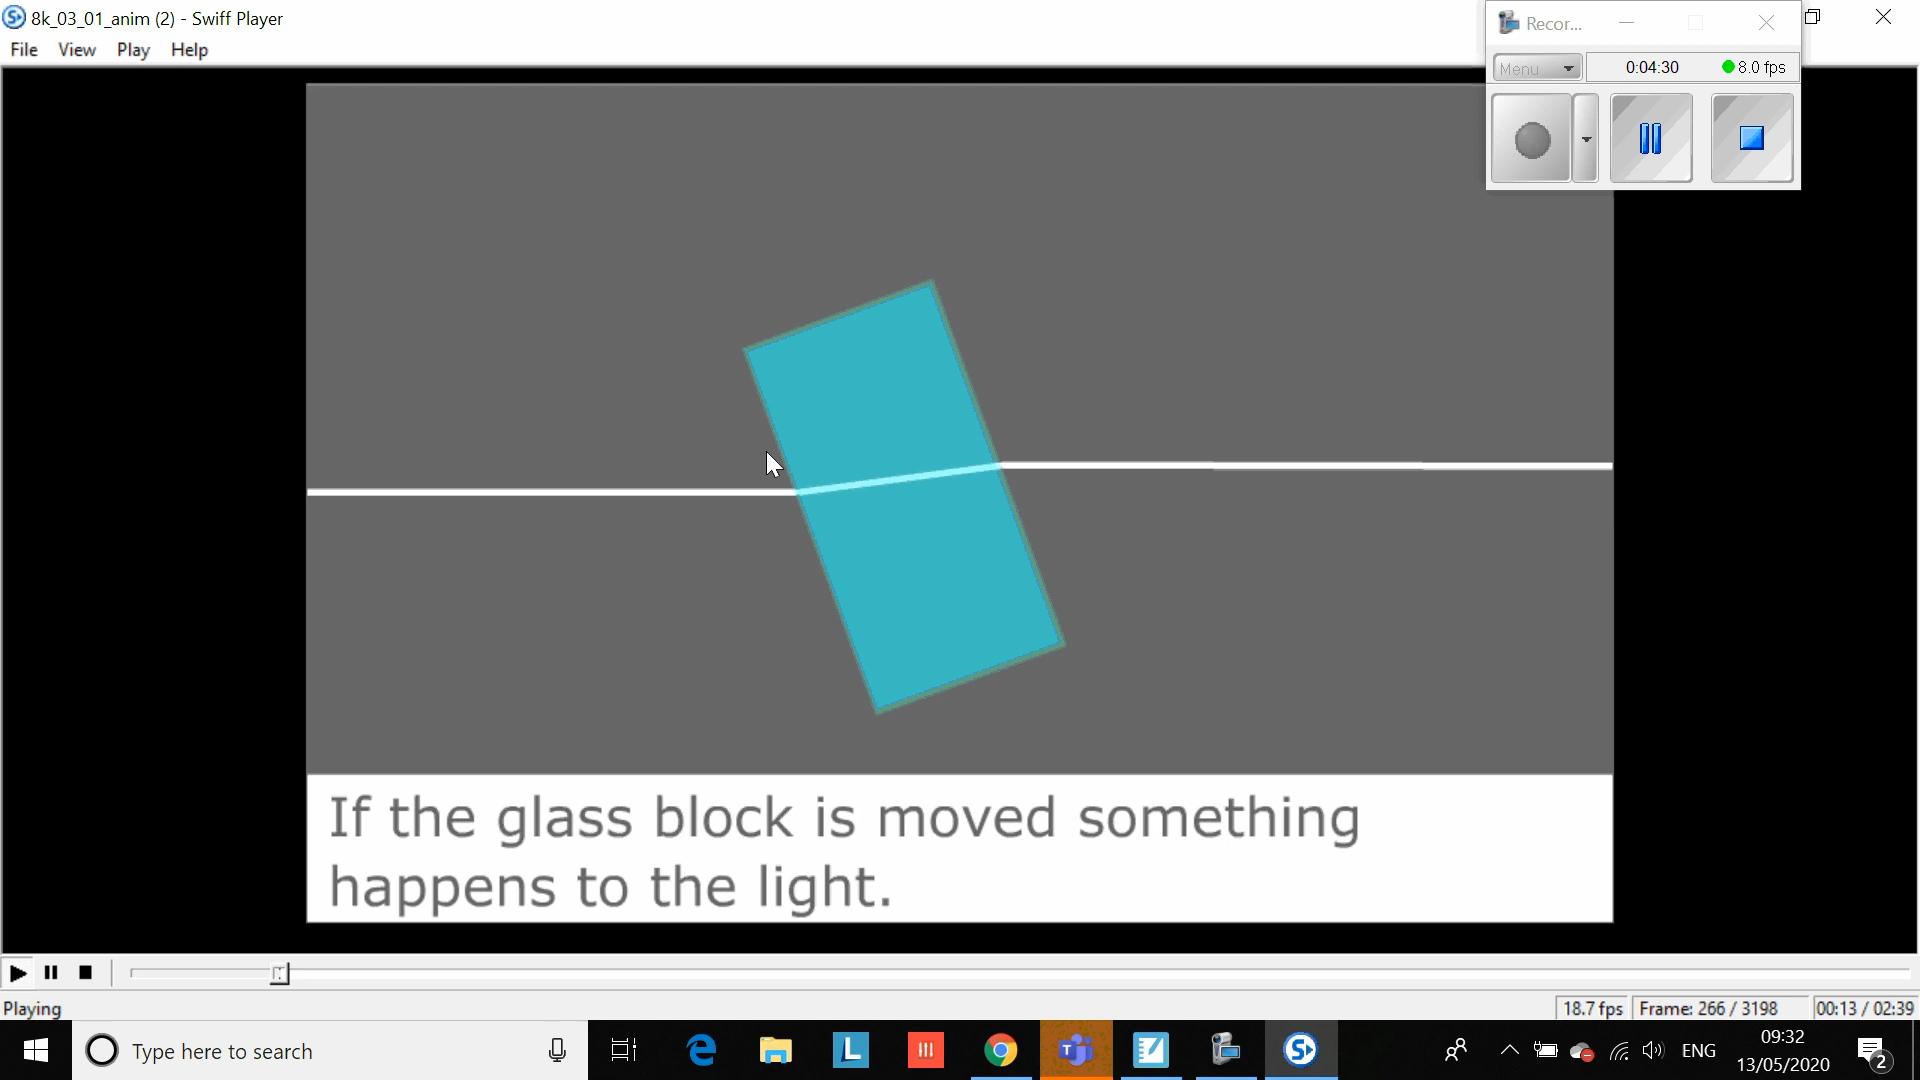 8k_03_01_anim (2) - Swiff Player
File View Play Help
Recor...
Menu 0:04:30 8.0 fps
If the glass block is moved something
happens to the light.
Playing
18.7 fps Frame: 266 / 3198 00:13 / 02:39
Type here to search
L
ENG
09:32
13/05/2020
2